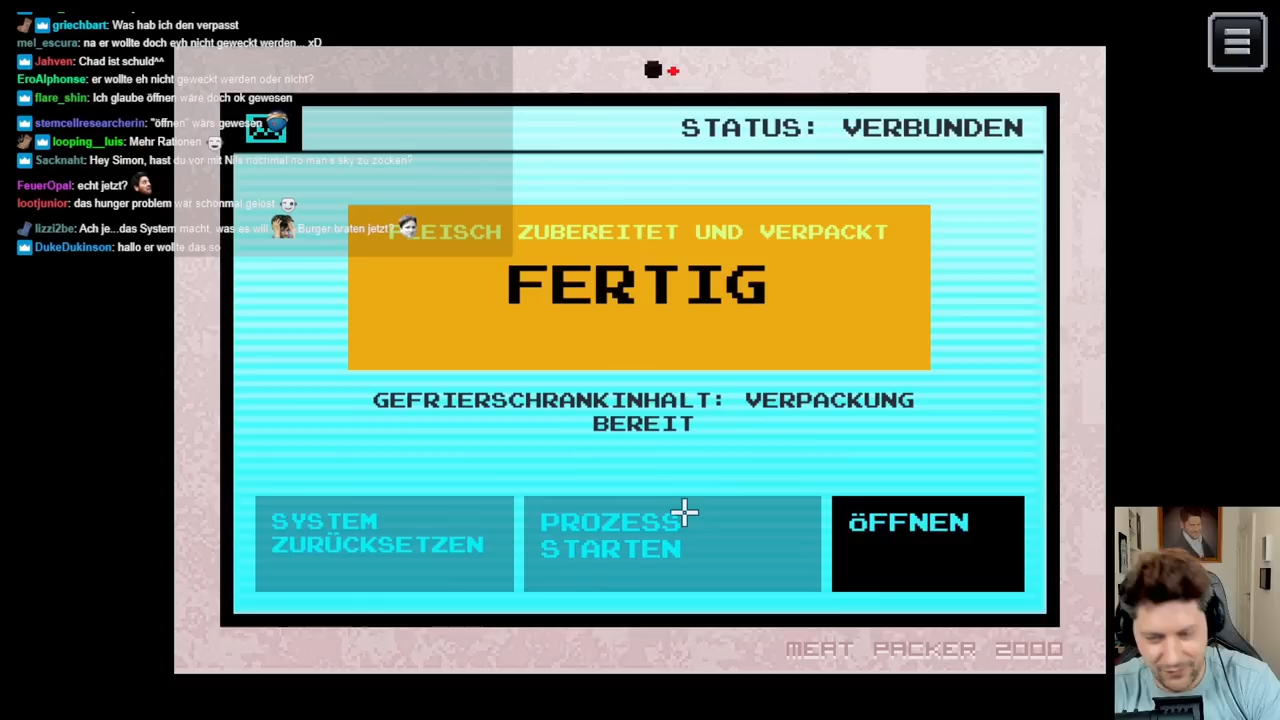 griechbart: Was hab ich den verpasst
mel_escura: na er wollte doch eyh nicht geweckt werden... xD
Jahven: Chad ist schuld^^
EroAlphonse: er wollte eh nicht geweckt werden oder nicht?
flare_shin: Ich glaube öffnen wäre doch ok gewesen
stemcellresearcherin: "öffnen" wärs gewesen
looping__luis: Mehr Rationen
Sacknaht: Hey Simon, hast du vor mit Nils nochmal no man's sky zu zocken?
FeuerOpal: echt jetzt?
lootjunior: das hunger problem war schonmal gelöst
lizzi2be: Ach je...das System macht, was es will Burger braten jetzt?
DukeDukinson: hallo er wollte das so
STATUS: VERBUNDEN
FLEISCH ZUBEREITET UND VERPACKT
FERTIG
GEFRIERSCHRANKINHALT: VERPACKUNG
BEREIT
SYSTEM
ZURÜCKSETZEN
PROZESS
STARTEN
öFFNEN
MEAT PACKER 2000